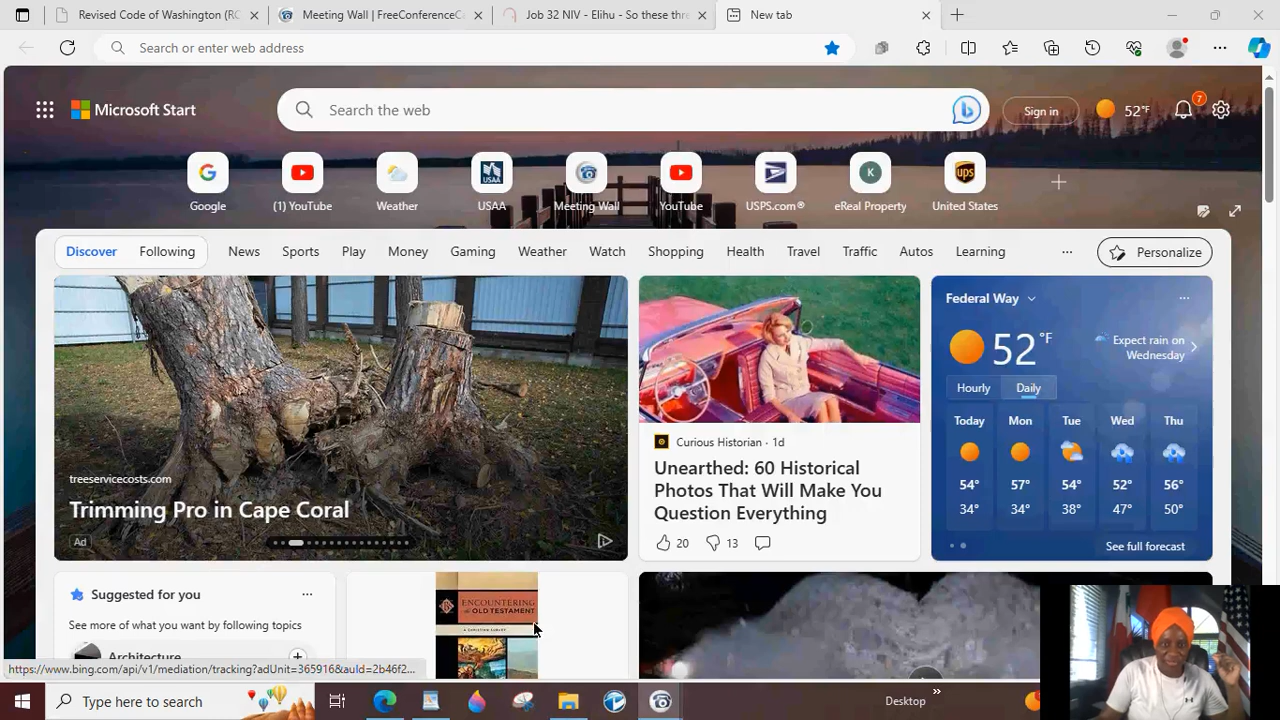 Revised Code of Washington (RC
Meeting Wall | FreeConferenceCa
Job 32 NIV - Elihu - So these thre
New tab
Search or enter web address
Microsoft Start
Search the web
Sign in
52°F
7
Google
(1) YouTube
Weather
USAA
USAA
Meeting Wall
YouTube
USPS.com®
K
eReal Property
ups
United States
Discover
Following
News
Sports
Play
Money
Gaming
Weather
Watch
Shopping
Health
Travel
Traffic
Autos
Learning
Personalize
treeservicecosts.com
Trimming Pro in Cape Coral
Ad
Curious Historian · 1d
Unearthed: 60 Historical
Photos That Will Make You
Question Everything
20
13
Federal Way
52°F
Expect rain on
Wednesday
Hourly
Daily
Today
Mon
Tue
Wed
Thu
54°
57°
54°
52°
56°
34°
34°
38°
47°
50°
See full forecast
Suggested for you
See more of what you want by following topics
Architecture
ENCOUNTERING
OLD TESTAMENT
https://www.bing.com/api/v1/mediation/tracking?adUnit=365916&auId=2b46f2...
Type here to search
Desktop